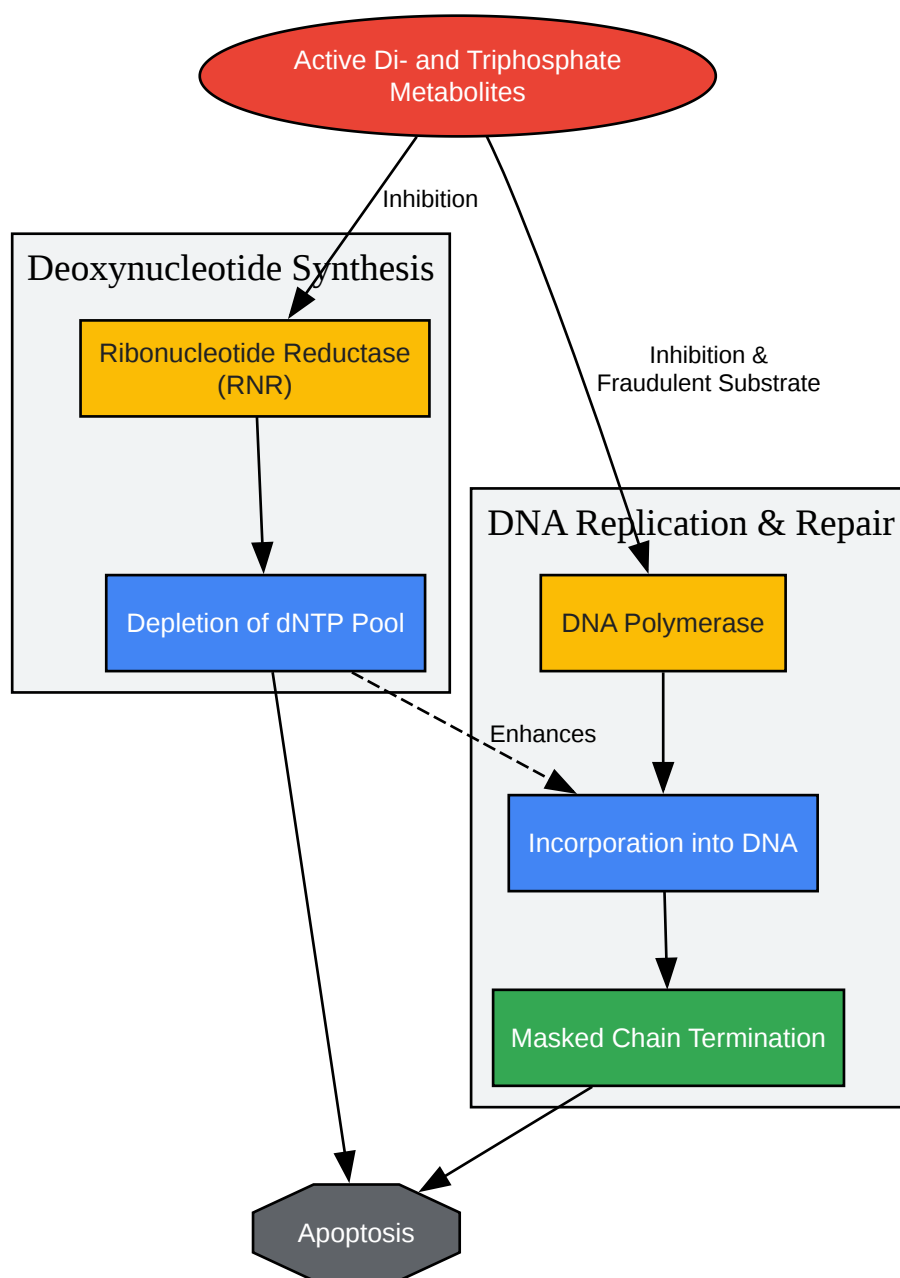 Active Di- and Triphosphate
Metabolites
Inhibition
Deoxynucleotide Synthesis
Ribonucleotide Reductase
(RNR)
Inhibition &
Fraudulent Substrate
DNA Replication & Repair
Depletion of dNTP Pool
DNA Polymerase
Enhances
Incorporation into DNA
Masked Chain Termination
Apoptosis